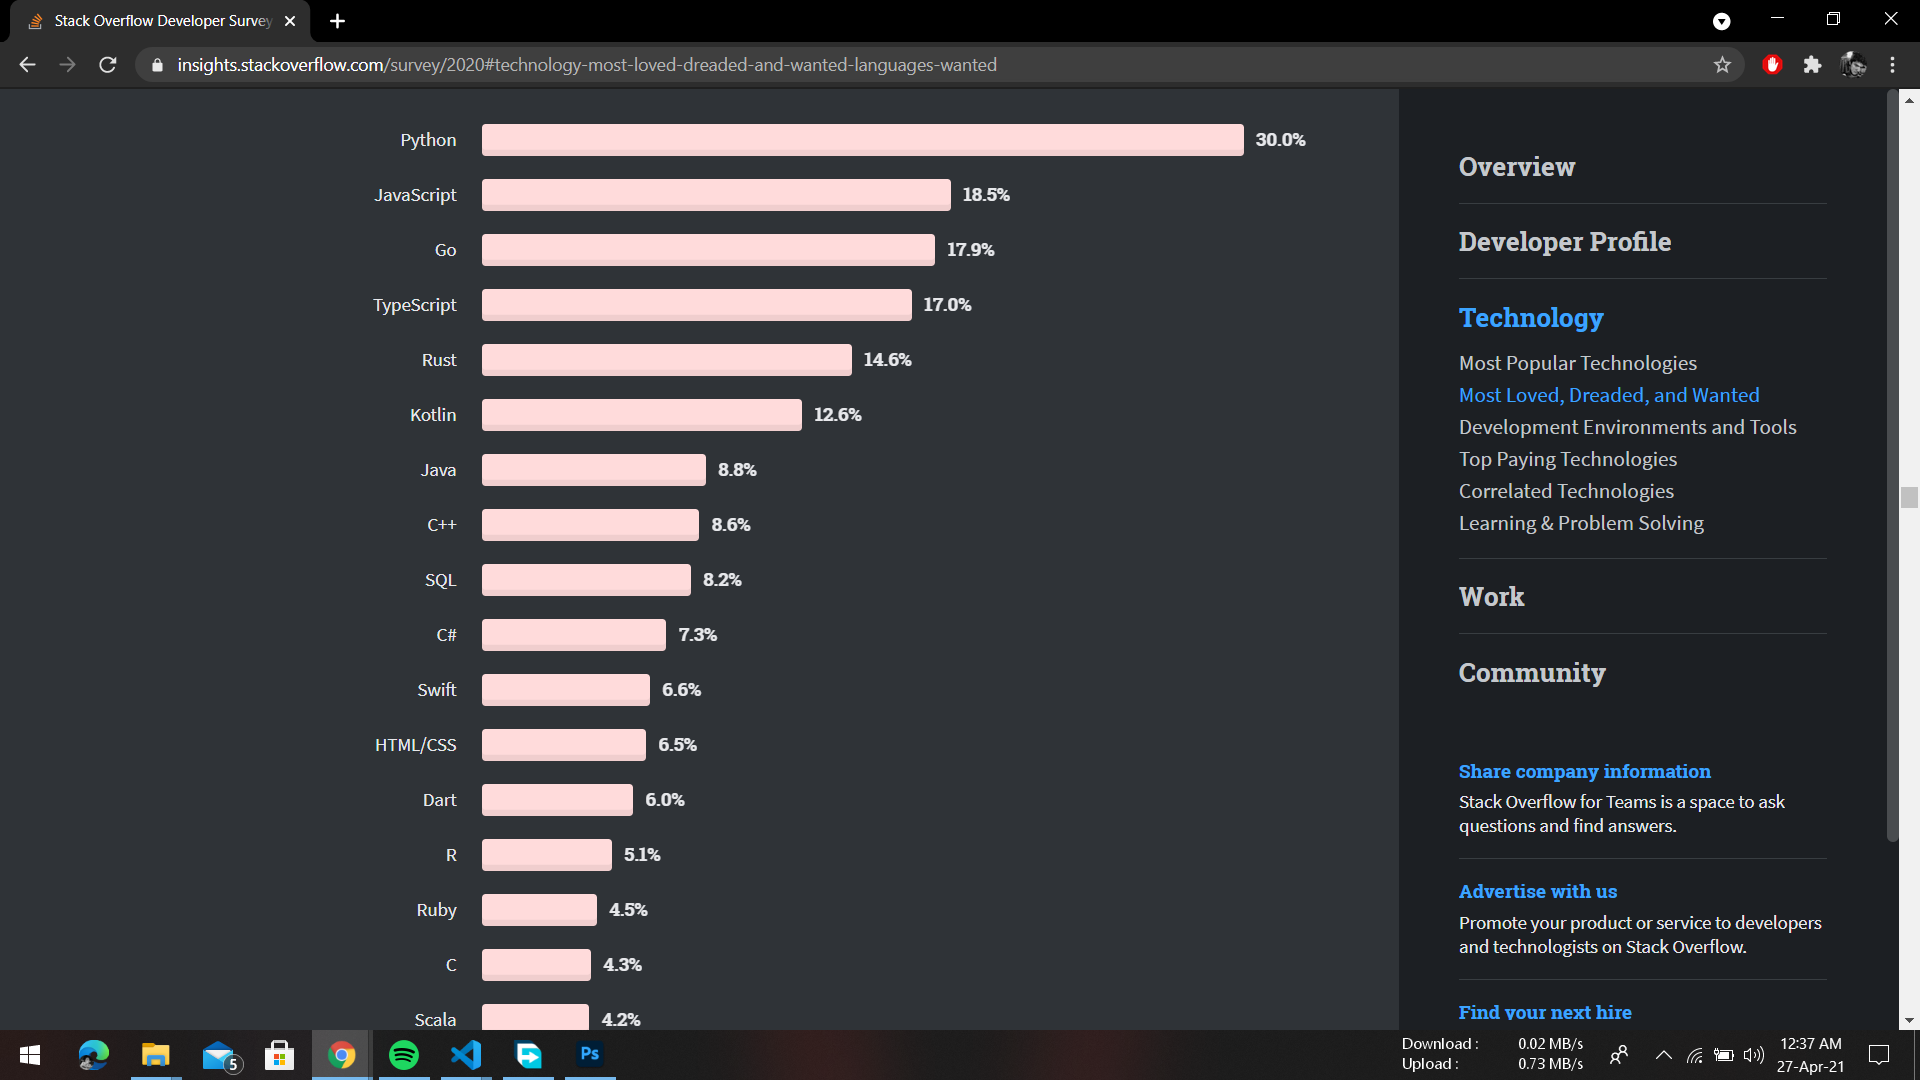 Stack Overflow Developer Survey
insights.stackoverflow.com/survey/2020#technology-most-loved-dreaded-and-wanted-languages-wanted
Python 30.0%
JavaScript 18.5%
Go 17.9%
TypeScript 17.0%
Rust 14.6%
Kotlin 12.6%
Java 8.8%
C++ 8.6%
SQL 8.2%
C# 7.3%
Swift 6.6%
HTML/CSS 6.5%
Dart 6.0%
R 5.1%
Ruby 4.5%
C 4.3%
Scala 4.2%
Overview
Developer Profile
Technology
Most Popular Technologies
Most Loved, Dreaded, and Wanted
Development Environments and Tools
Top Paying Technologies
Correlated Technologies
Learning & Problem Solving
Work
Community
Share company information
Stack Overflow for Teams is a space to ask
questions and find answers.
Advertise with us
Promote your product or service to developers
and technologists on Stack Overflow.
Find your next hire
5
Ps
Download : 0.02 MB/s
Upload : 0.73 MB/s
12:37 AM
27-Apr-21